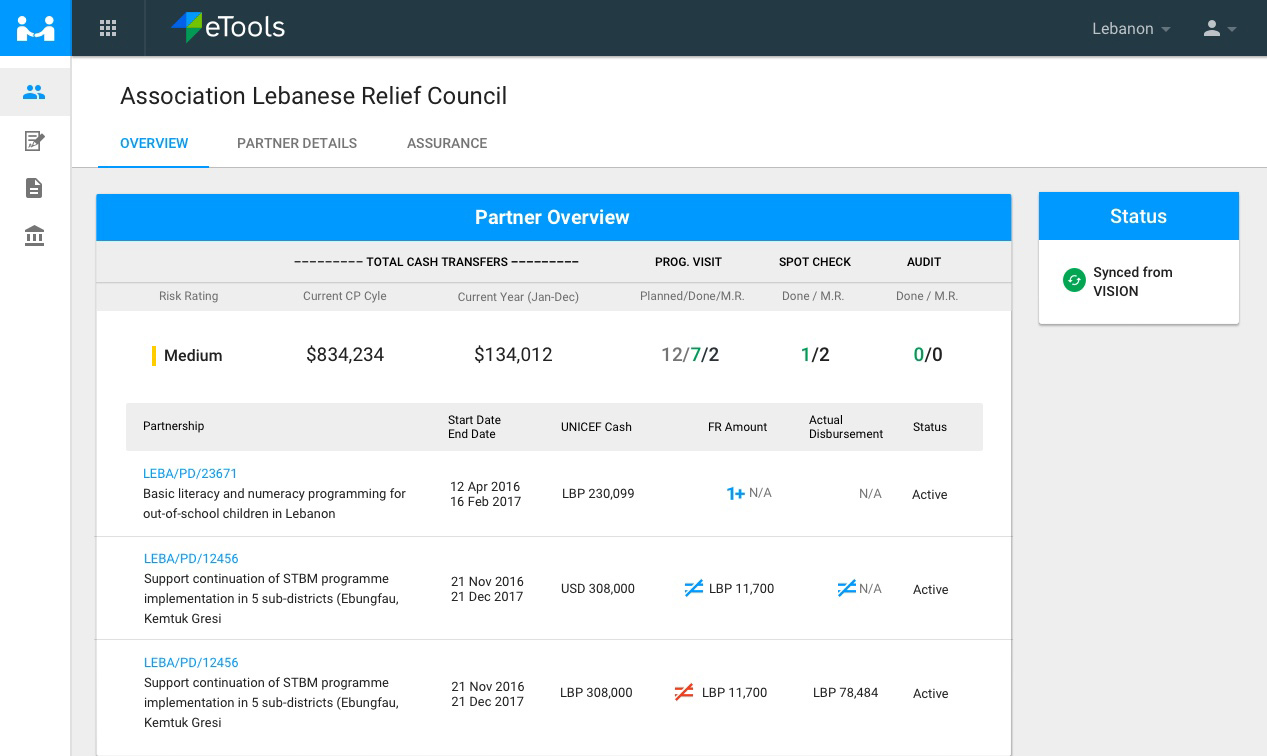 eTools
Lebanon
Association Lebanese Relief Council
OVERVIEW PARTNER DETAILS ASSURANCE
Partner Overview
Status
--------- TOTAL CASH TRANSFERS --------- PROG. VISIT SPOT CHECK AUDIT
Risk Rating Current CP Cyle Current Year (Jan-Dec) Planned/Done/M.R. Done / M.R. Done / M.R.
Synced from
VISION
Medium $834,234 $134,012 12/7/2 1/2 0/0
Partnership Start Date
End Date UNICEF Cash FR Amount Actual
Disbursement Status
LEBA/PD/23671
Basic literacy and numeracy programming for
out-of-school children in Lebanon
12 Apr 2016
16 Feb 2017
LBP 230,099 1+ N/A N/A Active
LEBA/PD/12456
Support continuation of STBM programme
implementation in 5 sub-districts (Ebungfau,
Kemtuk Gresi
21 Nov 2016
21 Dec 2017
USD 308,000 ≠ LBP 11,700 ≠ N/A Active
LEBA/PD/12456
Support continuation of STBM programme
implementation in 5 sub-districts (Ebungfau,
Kemtuk Gresi
21 Nov 2016
21 Dec 2017
LBP 308,000 ≠ LBP 11,700 LBP 78,484 Active